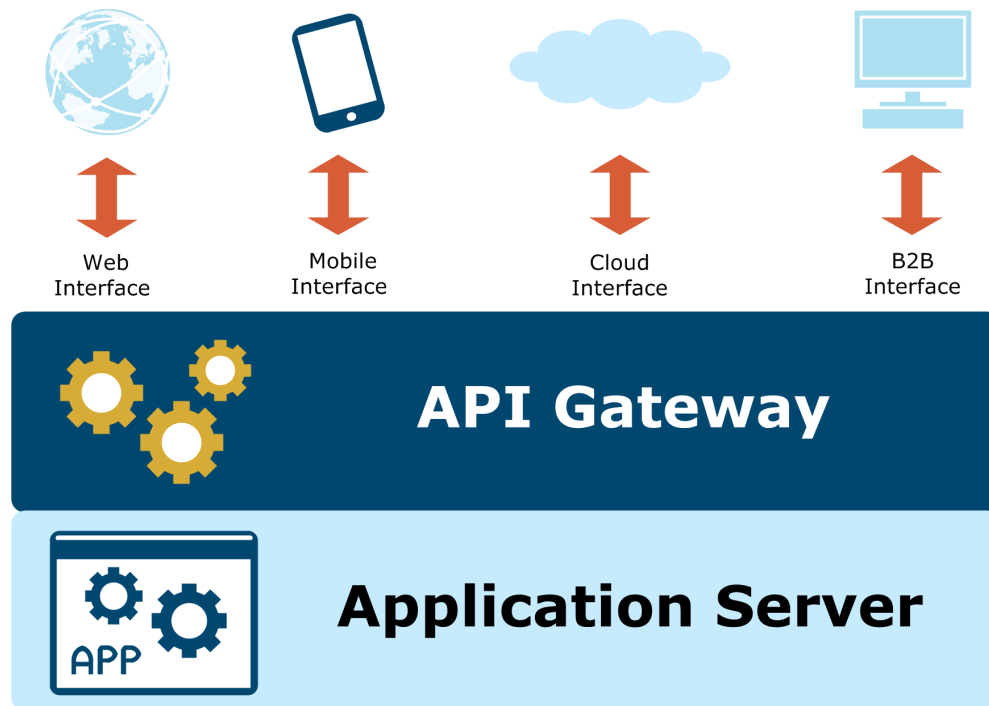 Web
Interface
Mobile
Interface
Cloud
Interface
B2B
Interface
API Gateway
APP
Application Server